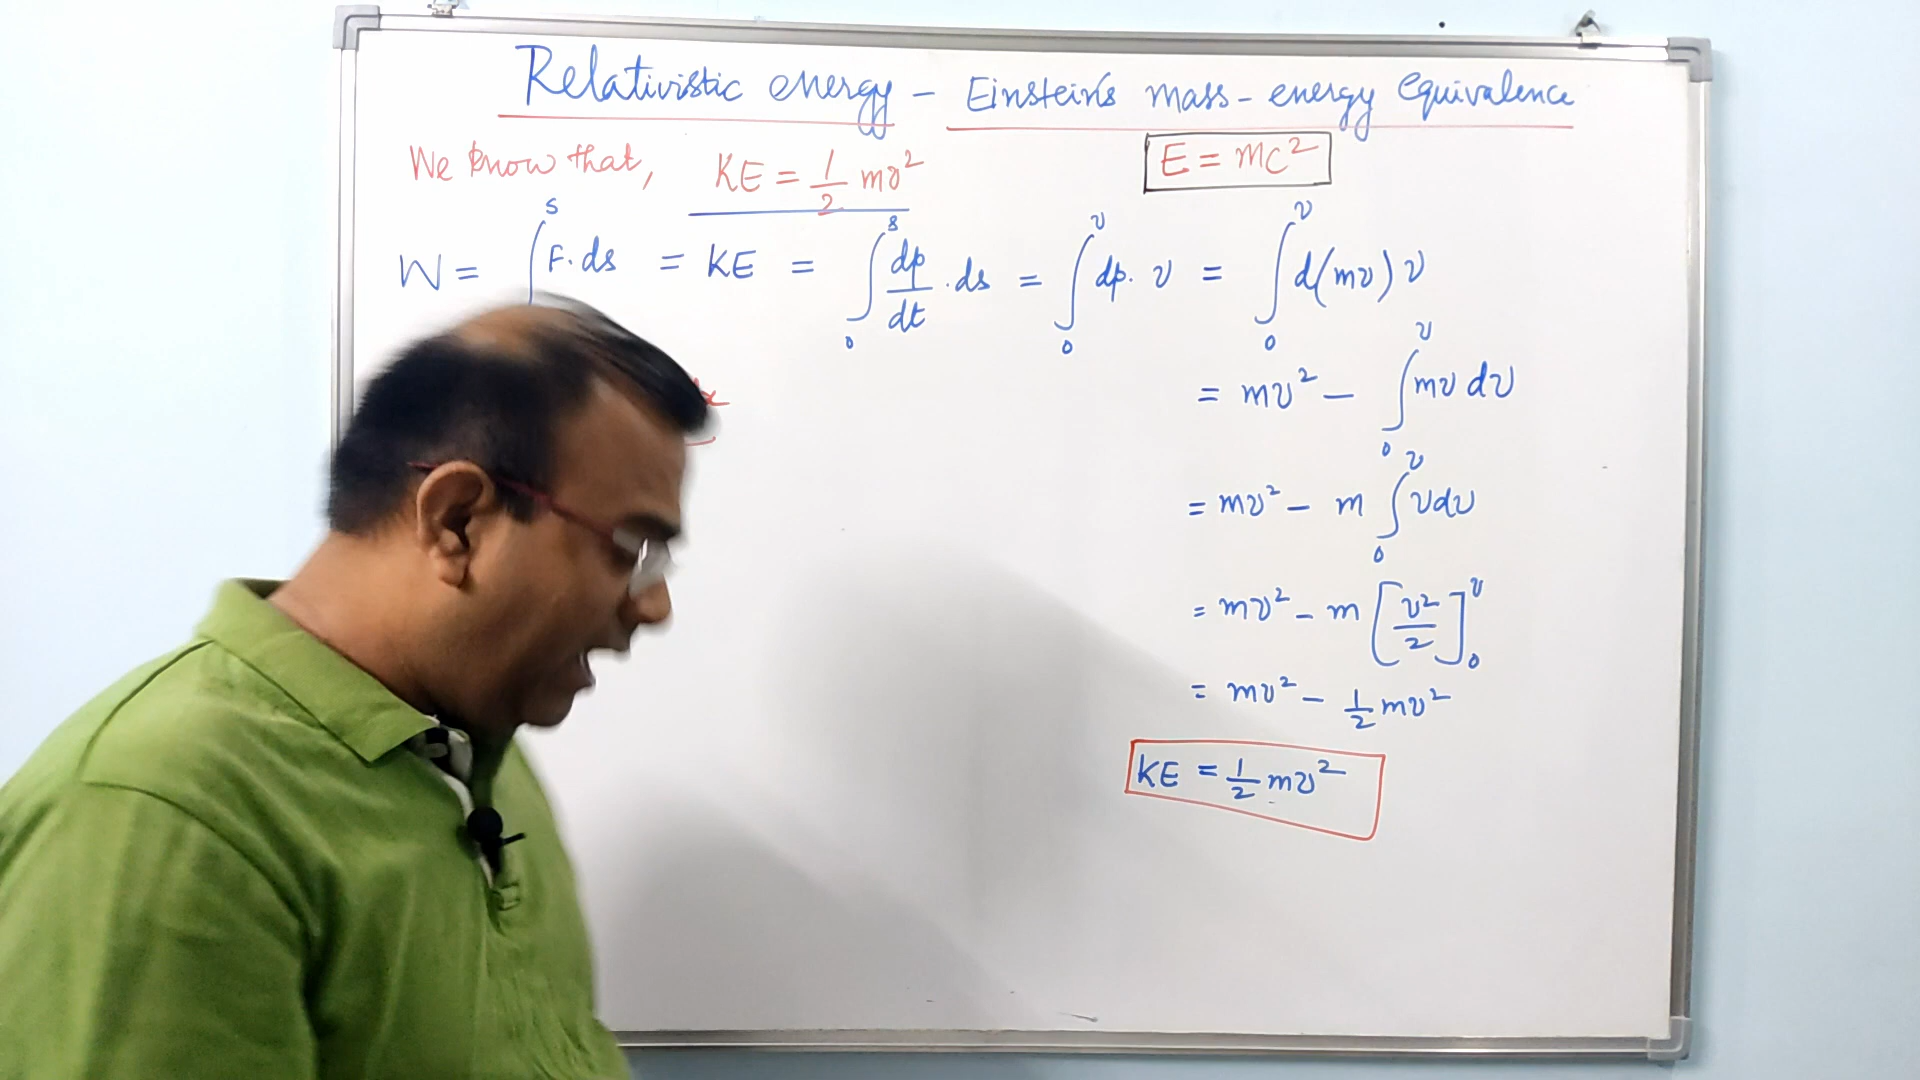 Relativistic energy - Einstein's mass-energy equivalence
We know that, KE = 1/2 mv² E = mc²
W = ∫₀ˢ F.ds = KE = ∫₀ˢ dp/dt .ds = ∫₀ᵛ dp. v = ∫₀ᵛ d(mv) v
= mv² - ∫₀ᵛ mv dv
= mv² - m ∫₀ᵛ vdv
= mv² - m [v²/2]₀ᵛ
= mv² - 1/2 mv²
KE = 1/2 mv²